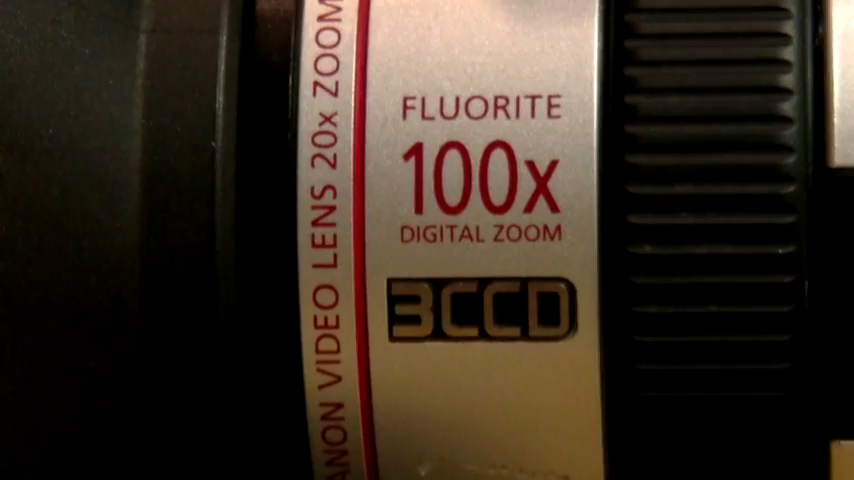 ANON VIDEO LENS 20x ZOOM
FLUORITE
100x
DIGITAL ZOOM
3CCD